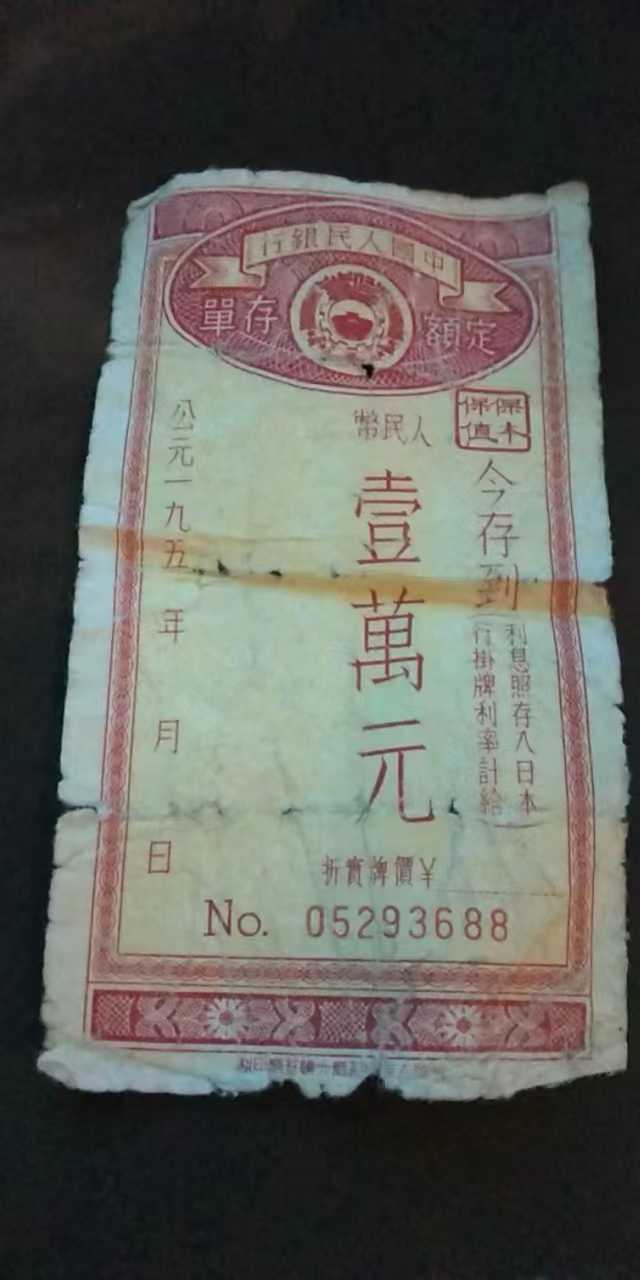 行銀民人國中
單存 額定
保保
值本
幣民人
今存到
利息照存入日本
行掛牌利率計給
壹萬元
公元一九五 年 月 日
折實牌價¥
No. 05293688